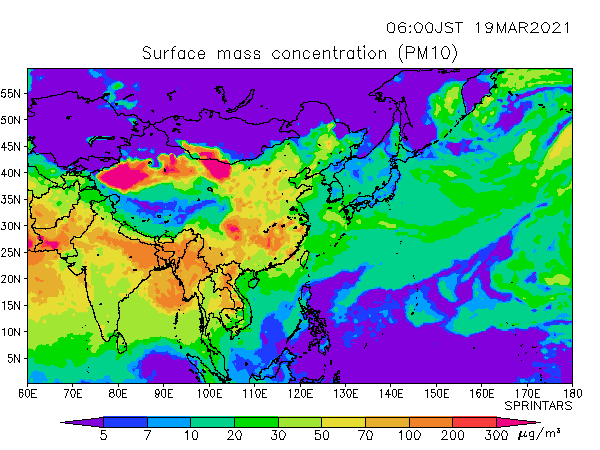 06:00JST 19MAR2021
Surface mass concentration (PM10)
55N
50N
45N
40N
35N
30N
25N
20N
15N
10N
5N
60E 70E 80E 90E 100E 110E 120E 130E 140E 150E 160E 170E 180
SPRINTARS
5 7 10 20 30 50 70 100 200 300 μg/m³